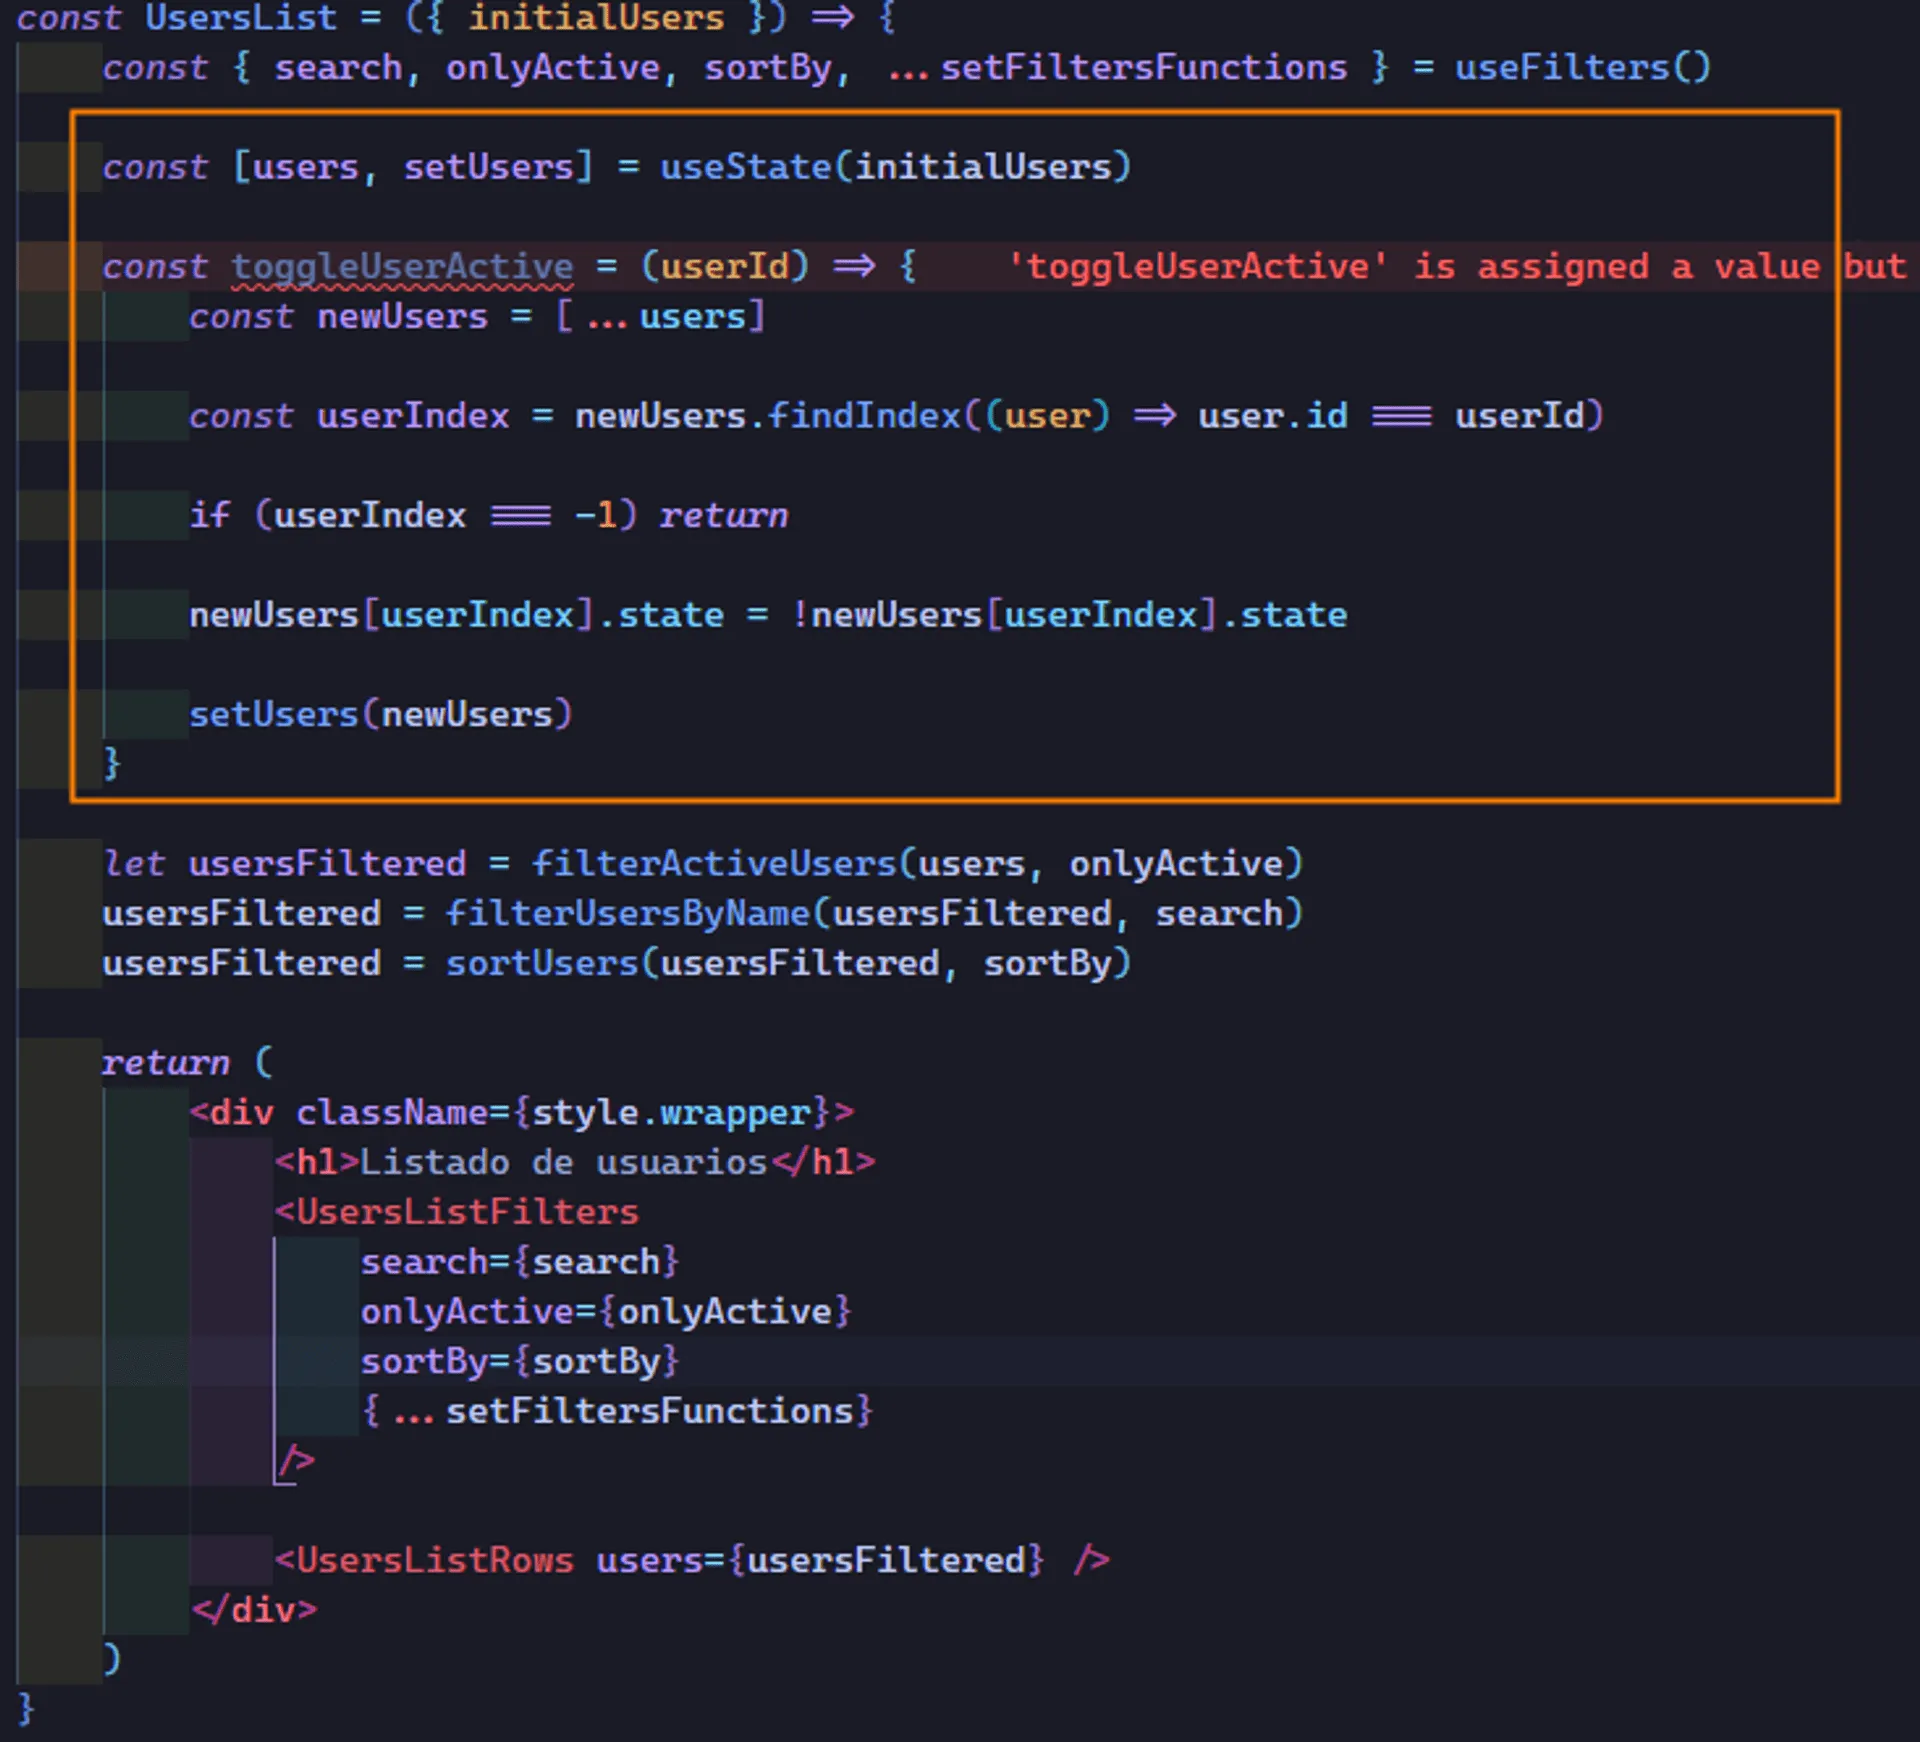 const UsersList = ({ initialUsers }) => {
const { search, onlyActive, sortBy, ...setFiltersFunctions } = useFilters()
const [users, setUsers] = useState(initialUsers)
const toggleUserActive = (userId) => { 'toggleUserActive' is assigned a value but
const newUsers = [...users]
const userIndex = newUsers.findIndex((user) => user.id === userId)
if (userIndex === -1) return
newUsers[userIndex].state = !newUsers[userIndex].state
setUsers(newUsers)
}
let usersFiltered = filterActiveUsers(users, onlyActive)
usersFiltered = filterUsersByName(usersFiltered, search)
usersFiltered = sortUsers(usersFiltered, sortBy)
return (
<div className={style.wrapper}>
<h1>Listado de usuarios</h1>
<UsersListFilters
search={search}
onlyActive={onlyActive}
sortBy={sortBy}
{...setFiltersFunctions}
/>
<UsersListRows users={usersFiltered} />
</div>
)
}